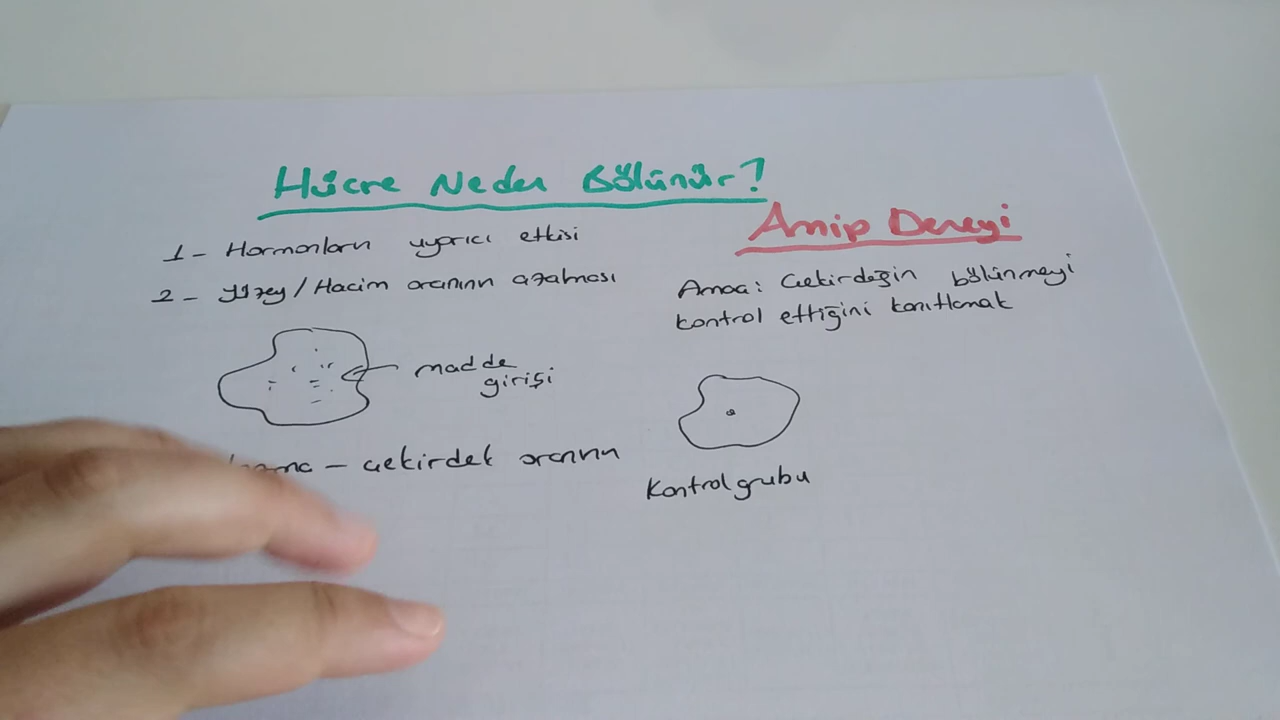 Hücre Neden Bölünür?
1- Hormonların uyarıcı etkisi
2- Yüzey/Hacim oranının azalması
madde
girişi
- Çekirdek oranının
Amip Deneyi
Amaç: Çekirdeğin bölünmeyi
kontrol ettiğini kanıtlamak
Kontrol grubu